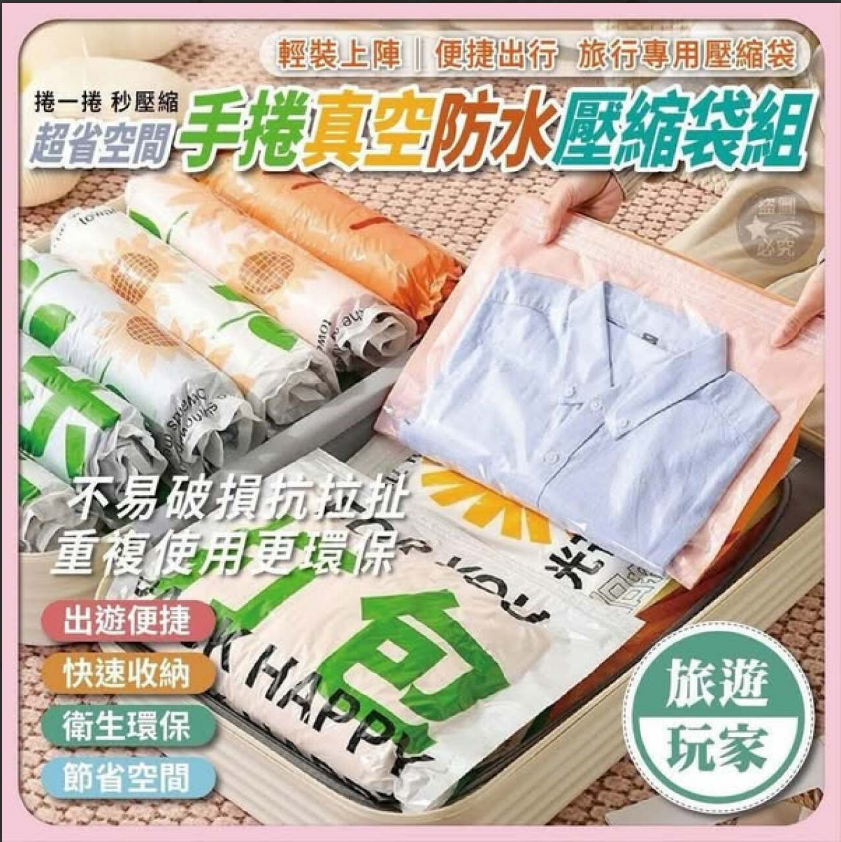 輕裝上陣｜便捷出行 旅行專用壓縮袋
捲一捲 秒壓縮
超省空間 手捲真空防水壓縮袋組
盜圖
必究
不易破損抗拉扯
重複使用更環保
出遊便捷
快速收納
衛生環保
節省空間
包
HAPPY
旅遊
玩家